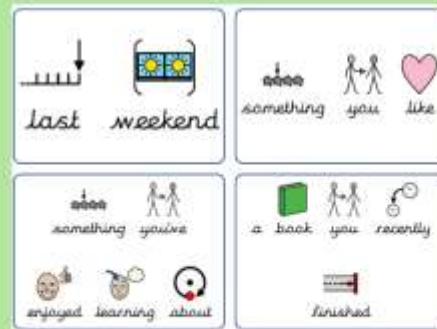 last weekend
something you like
something you've
enjoyed learning about
a book you recently
finished